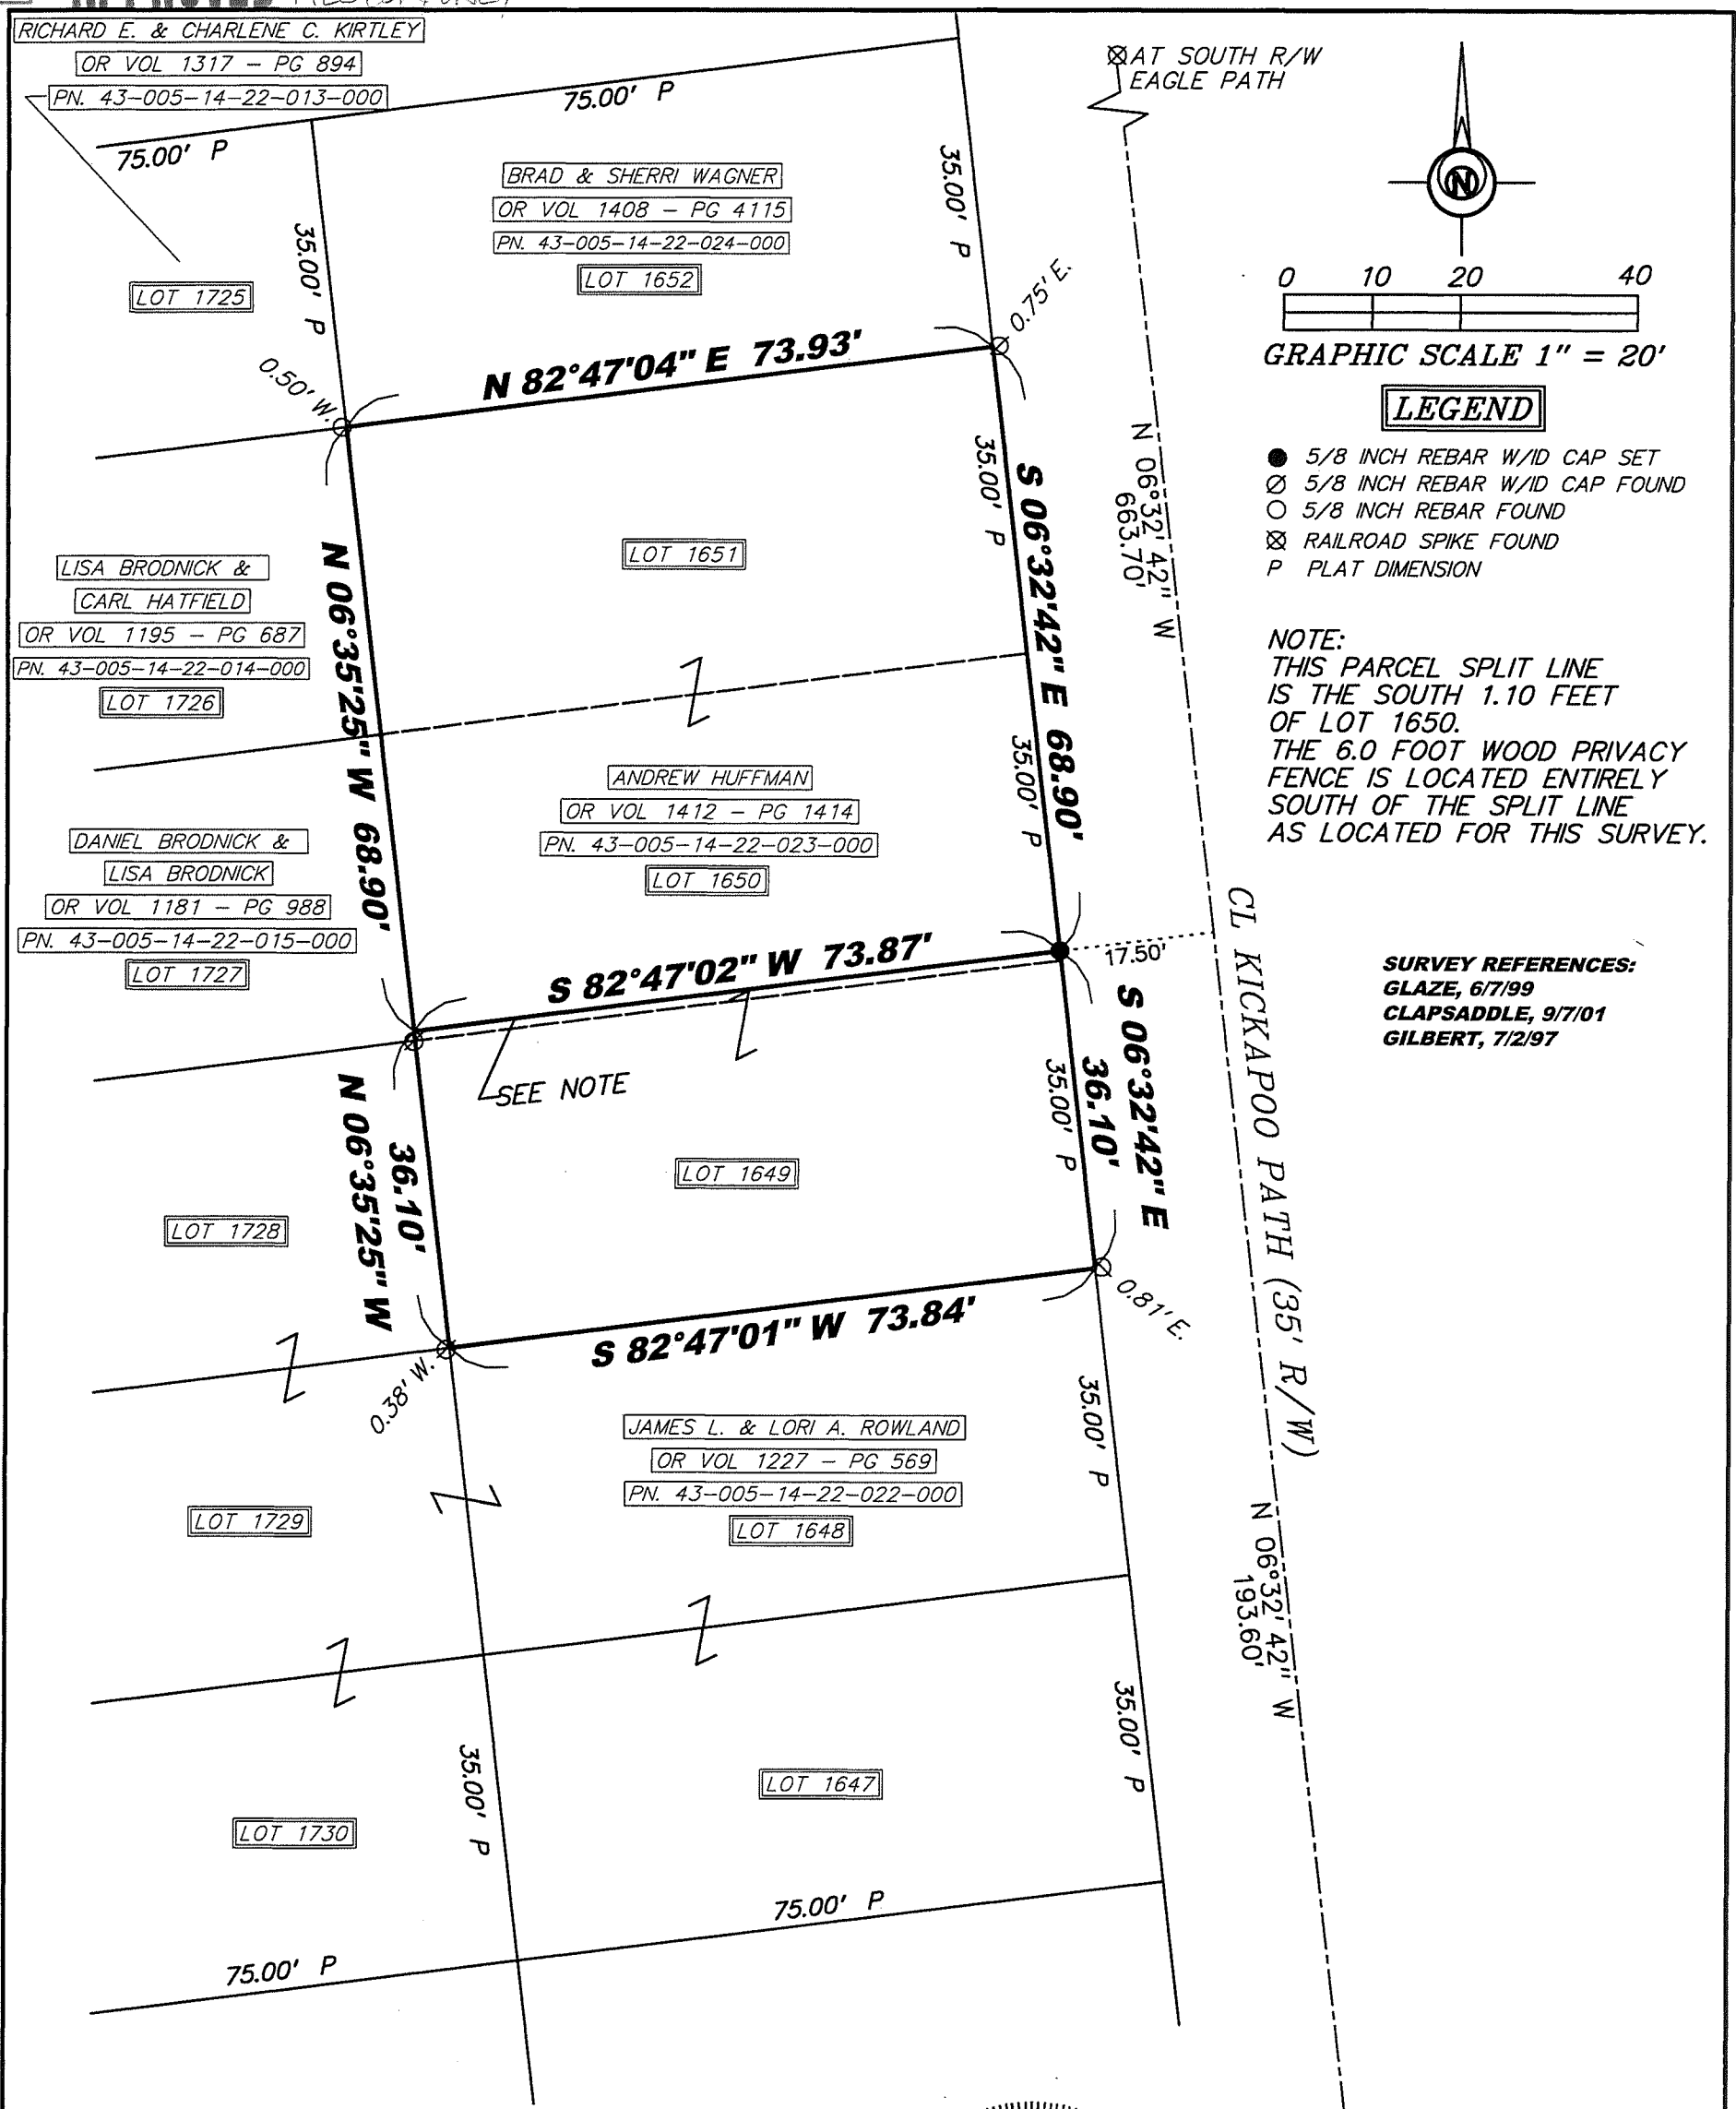 RICHARD E. & CHARLENE C. KIRTLEY
OR VOL 1317 - PG 894
PN. 43-005-14-22-013-000
75.00' P
75.00' P
AT SOUTH R/W
EAGLE PATH
N
BRAD & SHERRI WAGNER
OR VOL 1408 - PG 4115
PN. 43-005-14-22-024-000
LOT 1652
35.00' P
35.00' P
LOT 1725
0.75' E.
0.50' W.
N 82°47'04" E 73.93'
0 10 20 40
GRAPHIC SCALE 1" = 20'
LEGEND
5/8 INCH REBAR W/ID CAP SET
5/8 INCH REBAR W/ID CAP FOUND
5/8 INCH REBAR FOUND
RAILROAD SPIKE FOUND
P PLAT DIMENSION
35.00' P
S 06°32'42" E 68.90'
N 06°32'42" W
663.70'
LOT 1651
N 06°35'25" W 68.90'
LISA BRODNICK &
CARL HATFIELD
OR VOL 1195 - PG 687
PN. 43-005-14-22-014-000
LOT 1726
NOTE:
THIS PARCEL SPLIT LINE
IS THE SOUTH 1.10 FEET
OF LOT 1650.
THE 6.0 FOOT WOOD PRIVACY
FENCE IS LOCATED ENTIRELY
SOUTH OF THE SPLIT LINE
AS LOCATED FOR THIS SURVEY.
35.00' P
ANDREW HUFFMAN
OR VOL 1412 - PG 1414
PN. 43-005-14-22-023-000
LOT 1650
DANIEL BRODNICK &
LISA BRODNICK
OR VOL 1181 - PG 988
PN. 43-005-14-22-015-000
LOT 1727
S 82°47'02" W 73.87'
17.50'
CL KICKAPOO PATH (35' R/W)
SURVEY REFERENCES:
GLAZE, 6/7/99
CLAPSADDLE, 9/7/01
GILBERT, 7/2/97
SEE NOTE
S 06°32'42" E
36.10'
35.00' P
N 06°35'25" W
36.10'
LOT 1649
LOT 1728
0.81' E.
S 82°47'01" W 73.84'
0.38' W.
35.00' P
JAMES L. & LORI A. ROWLAND
OR VOL 1227 - PG 569
PN. 43-005-14-22-022-000
LOT 1648
LOT 1729
N 06°32'42" W
193.60'
35.00' P
35.00' P
LOT 1647
LOT 1730
75.00' P
75.00' P